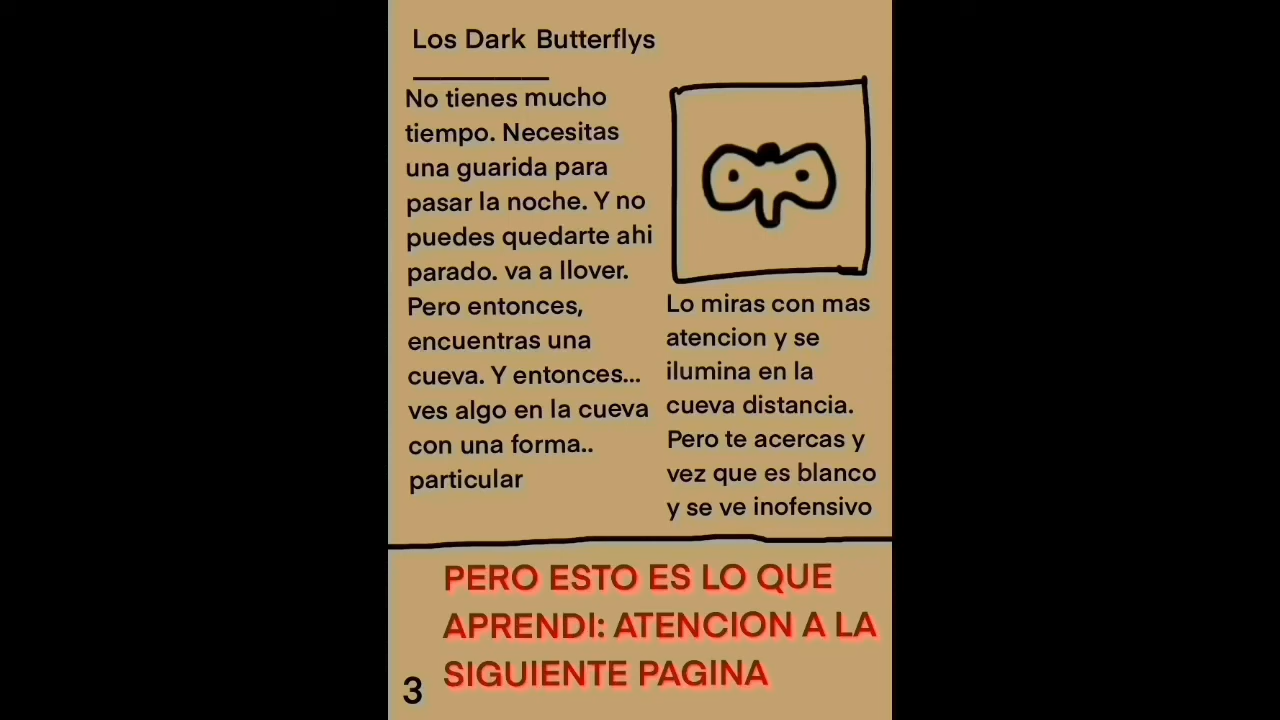 Los Dark Butterflys
No tienes mucho
tiempo. Necesitas
una guarida para
pasar la noche. Y no
puedes quedarte ahi
parado. va a llover.
Pero entonces,
encuentras una
cueva. Y entonces...
ves algo en la cueva
con una forma..
particular
Lo miras con mas
atencion y se
ilumina en la
cueva distancia.
Pero te acercas y
vez que es blanco
y se ve inofensivo
PERO ESTO ES LO QUE
APRENDI: ATENCION A LA
SIGUIENTE PAGINA
3